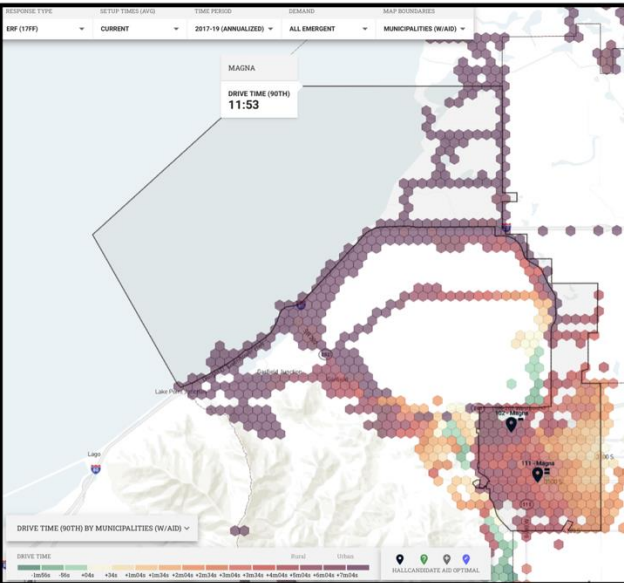 RESPONSE TYPE SETUP TIMES (AVG) TIME PERIOD DEMAND MAP BOUNDARIES
ERF (17FF) CURRENT 2017-19 (ANNUALIZED) ALL EMERGENT MUNICIPALITIES (W/AID)
MAGNA
DRIVE TIME (90TH)
11:53
Garfield Junction
Lake Point Junction
102 - Magna
Lago
111 - Magna
3500 S
DRIVE TIME (90TH) BY MUNICIPALITIES (W/AID)
DRIVE TIME Rural Urban
-1m56s -56s +04s +34s +1m04s +1m34s +2m04s +2m34s +3m04s +3m34s +4m04s +5m04s +6m04s +7m04s
HALL CANDIDATE AID OPTIMAL